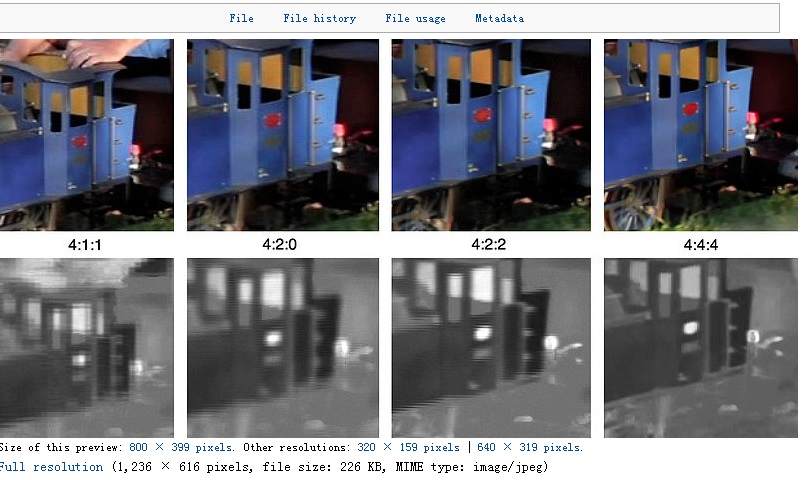 File File history File usage Metadata
4:1:1 4:2:0 4:2:2 4:4:4
Size of this preview: 800 × 399 pixels. Other resolutions: 320 × 159 pixels | 640 × 319 pixels.
Full resolution (1,236 × 616 pixels, file size: 226 KB, MIME type: image/jpeg)